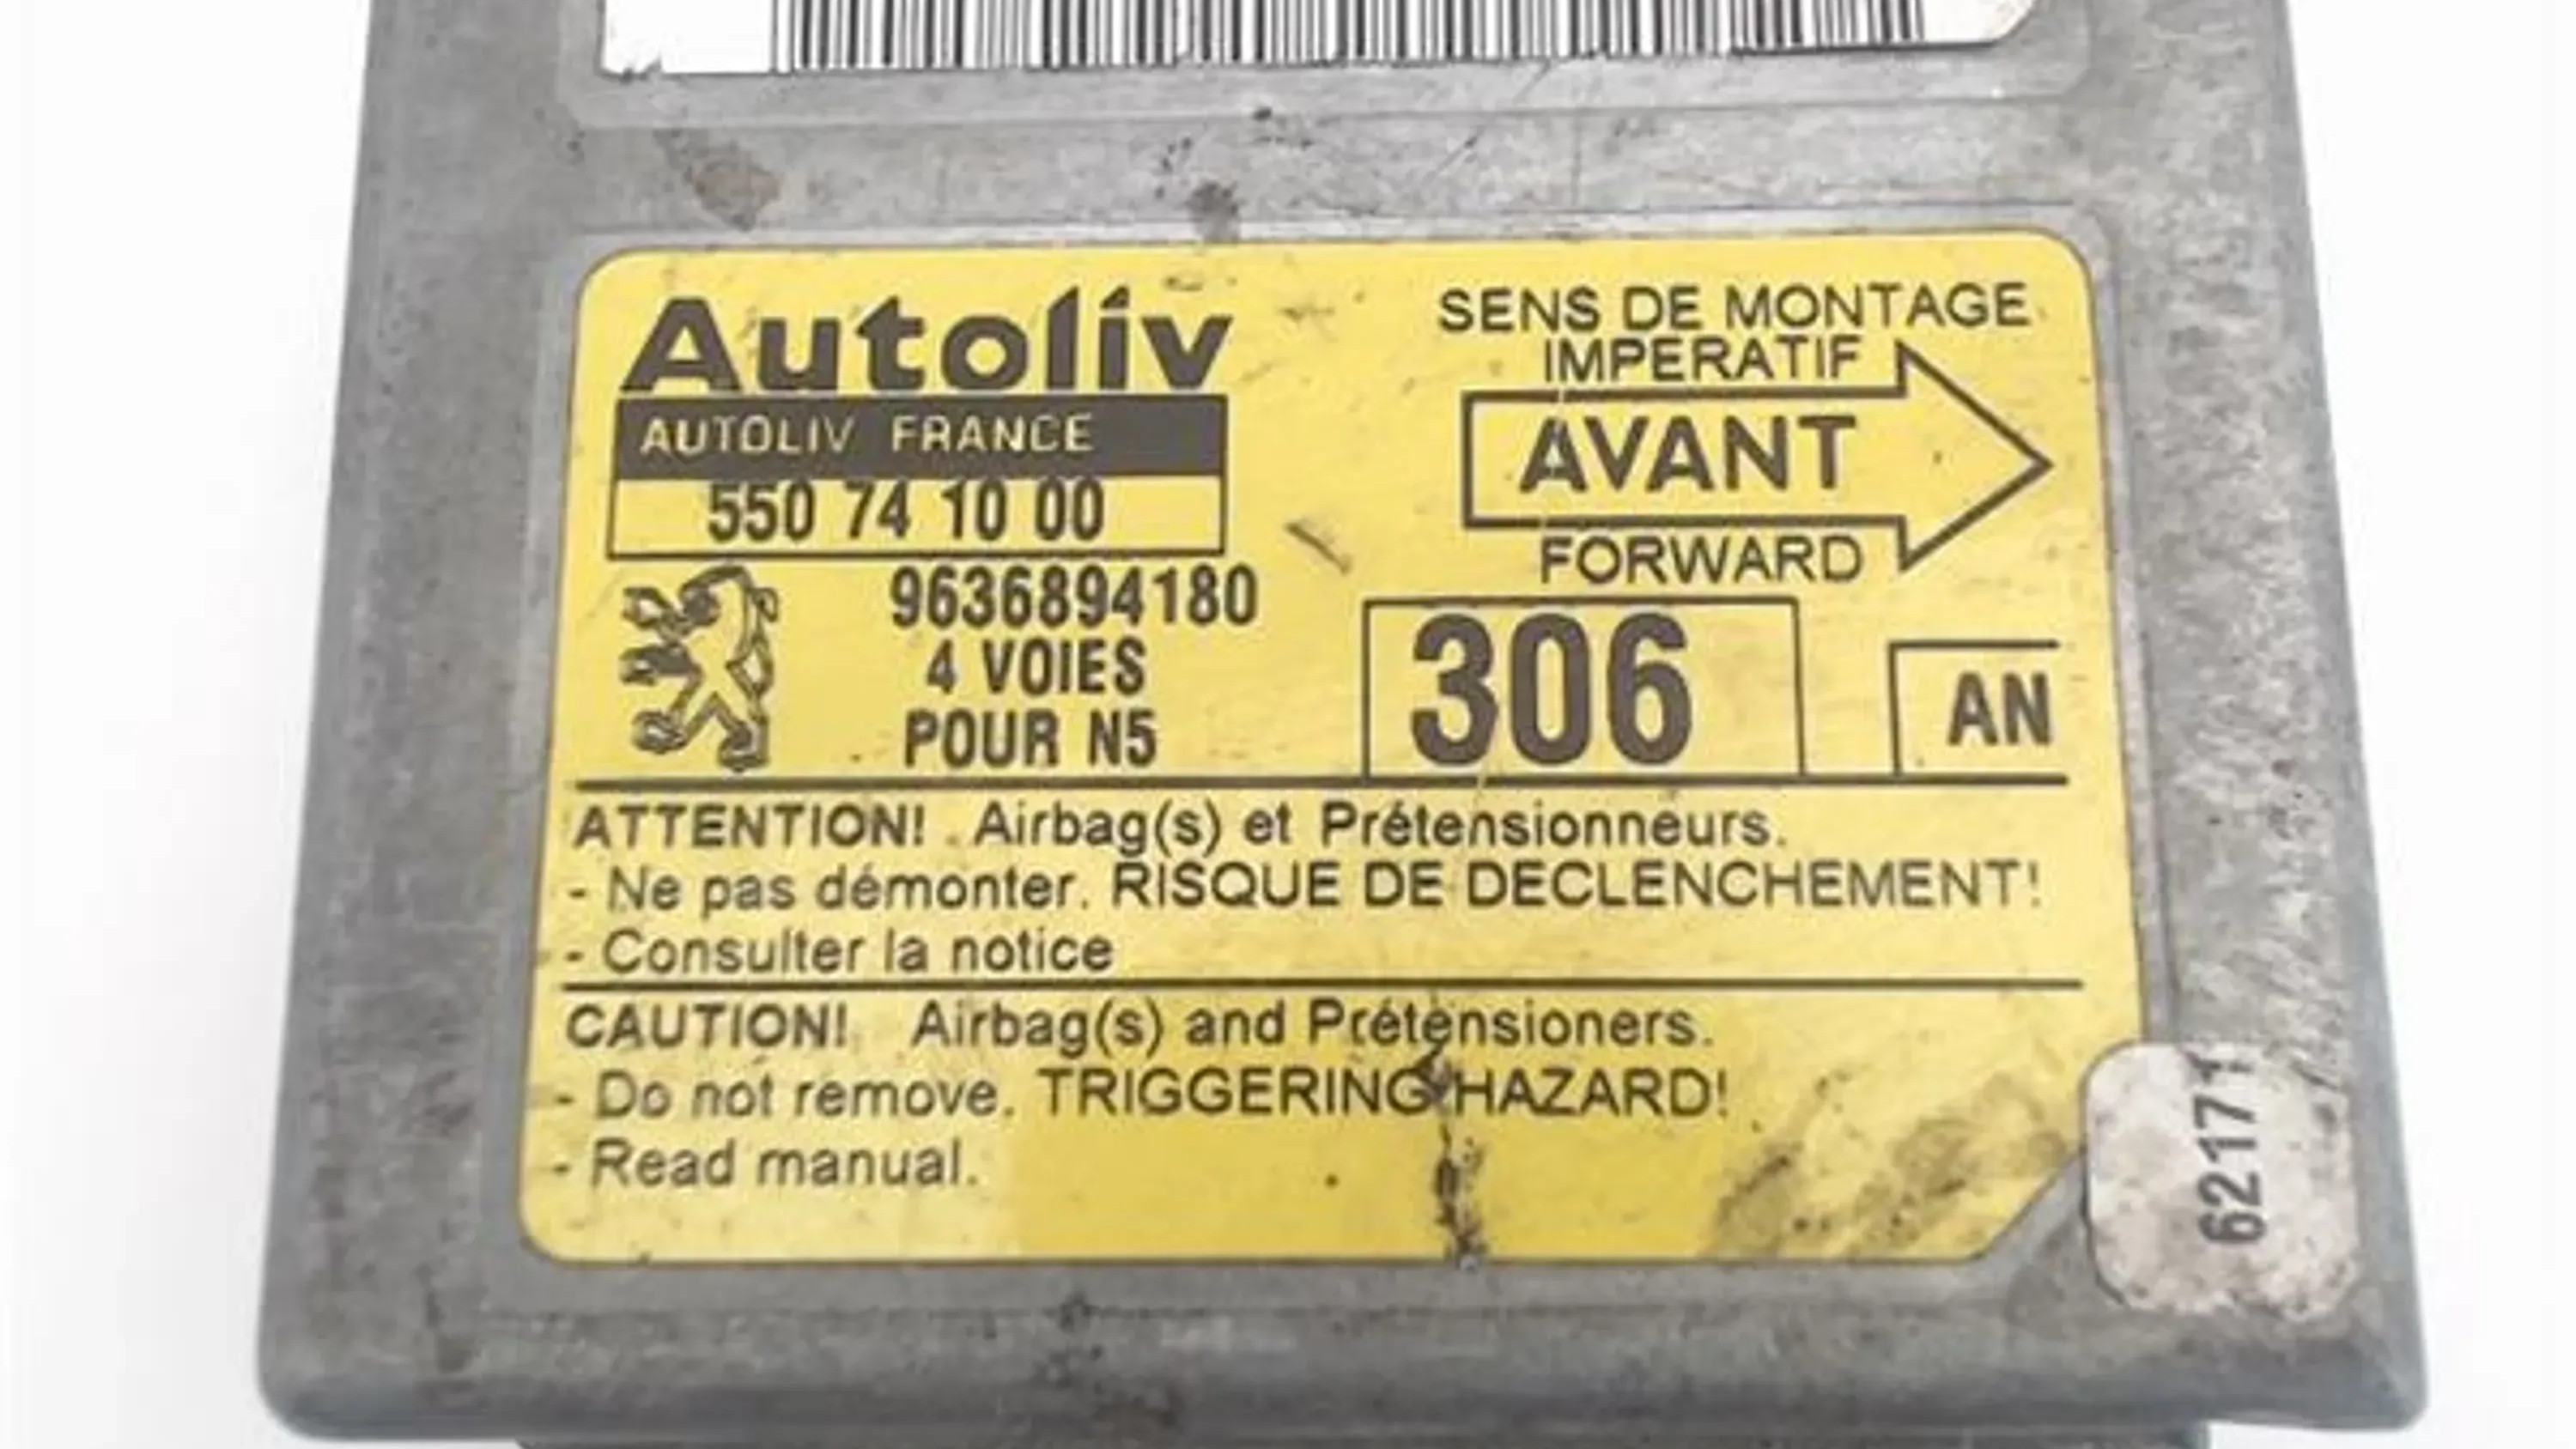 Autoliv
AUTOLIV FRANCE
550 74 10 00
SENS DE MONTAGE
IMPERATIF
AVANT
FORWARD
9636894180
4 VOIES
POUR N5
306
AN
ATTENTION! Airbag(s) et Prétensionneurs.
- Ne pas démonter. RISQUE DE DECLENCHEMENT!
- Consulter la notice
CAUTION! Airbag(s) and Prétensioners.
- Do not remove. TRIGGERING HAZARD!
- Read manual.
62171